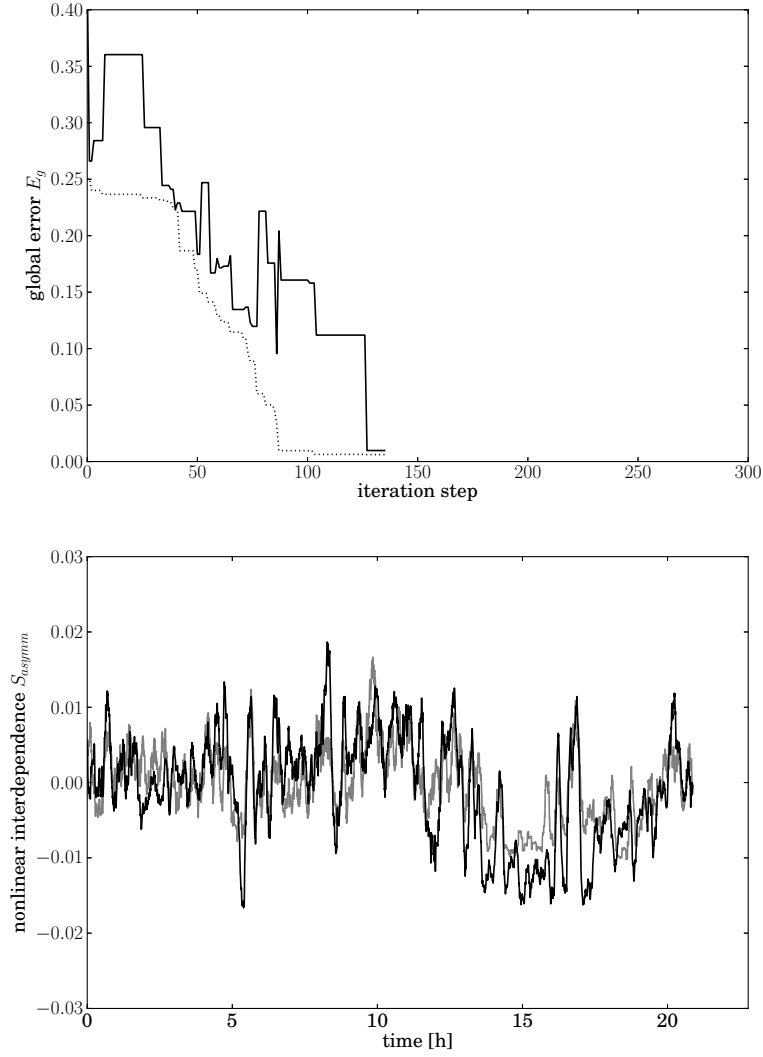 0.40
0.35
0.30
0.25
0.20
0.15
0.10
0.05
0.00
global error E_g
0 50 100 150 200 250 300
iteration step
0.03
0.02
0.01
0.00
−0.01
−0.02
−0.03
nonlinear interdependence S_asymm
0 5 10 15 20
time [h]